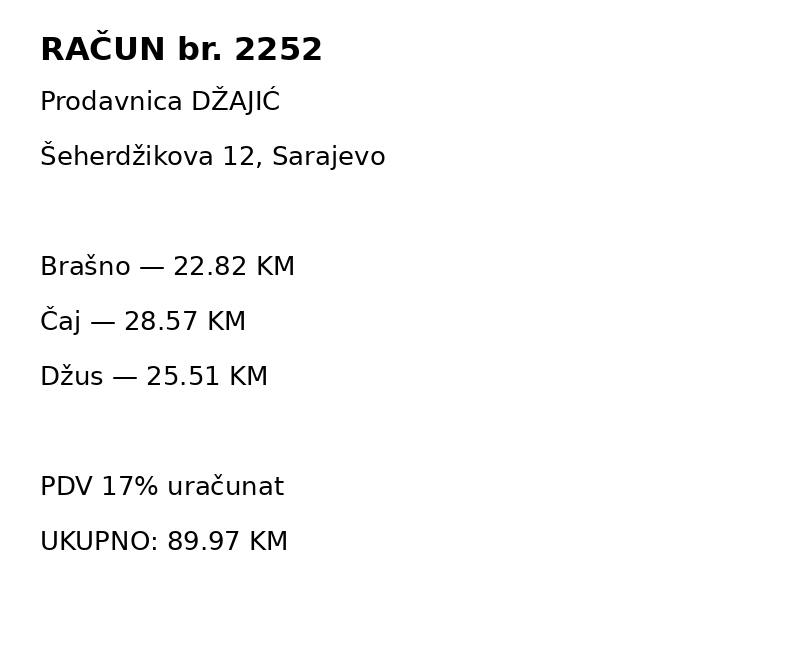 RAČUN br. 2252
Prodavnica DŽAJIĆ
Šeherdžikova 12, Sarajevo
Brašno — 22.82 KM
Čaj — 28.57 KM
Džus — 25.51 KM
PDV 17% uračunat
UKUPNO: 89.97 KM